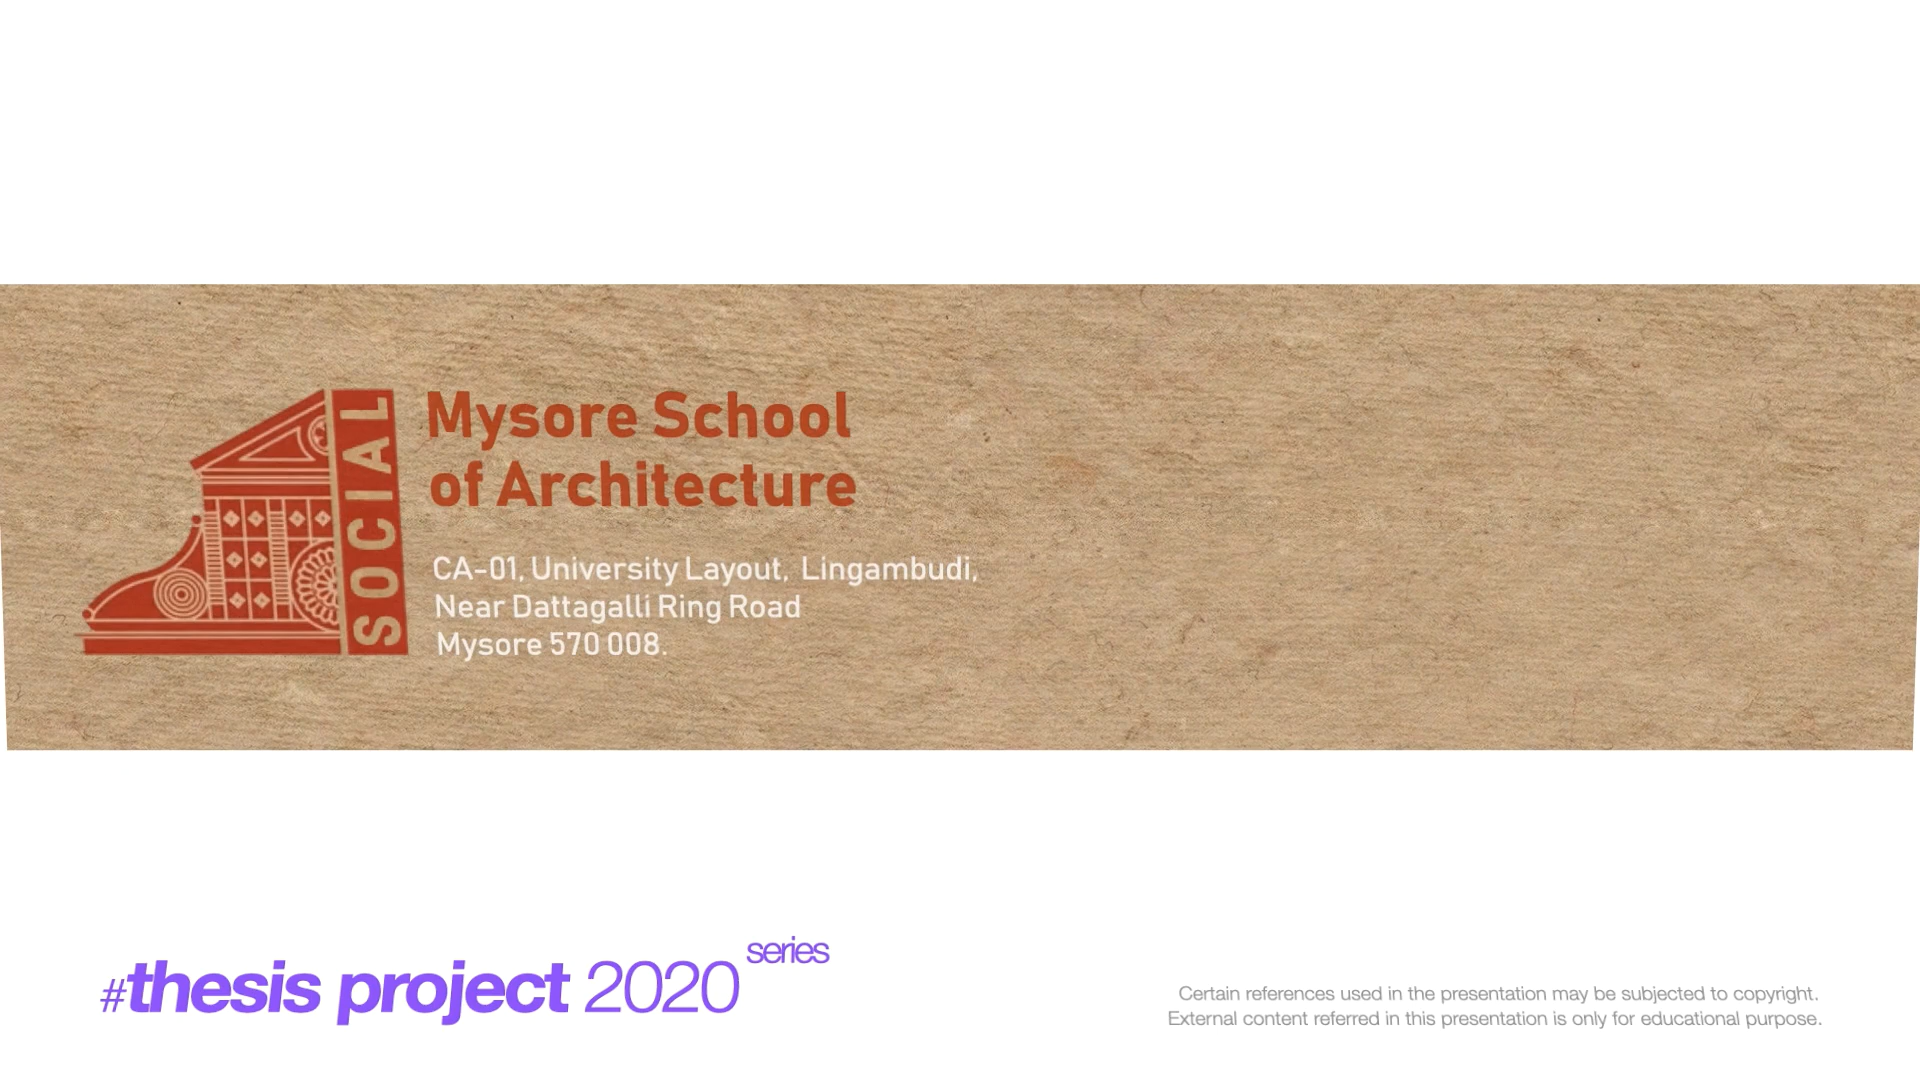 SOCIAL
Mysore School
of Architecture
CA-01, University Layout, Lingambudi,
Near Dattagalli Ring Road
Mysore 570 008.
#thesis project 2020 series
Certain references used in the presentation may be subjected to copyright.
External content referred in this presentation is only for educational purpose.